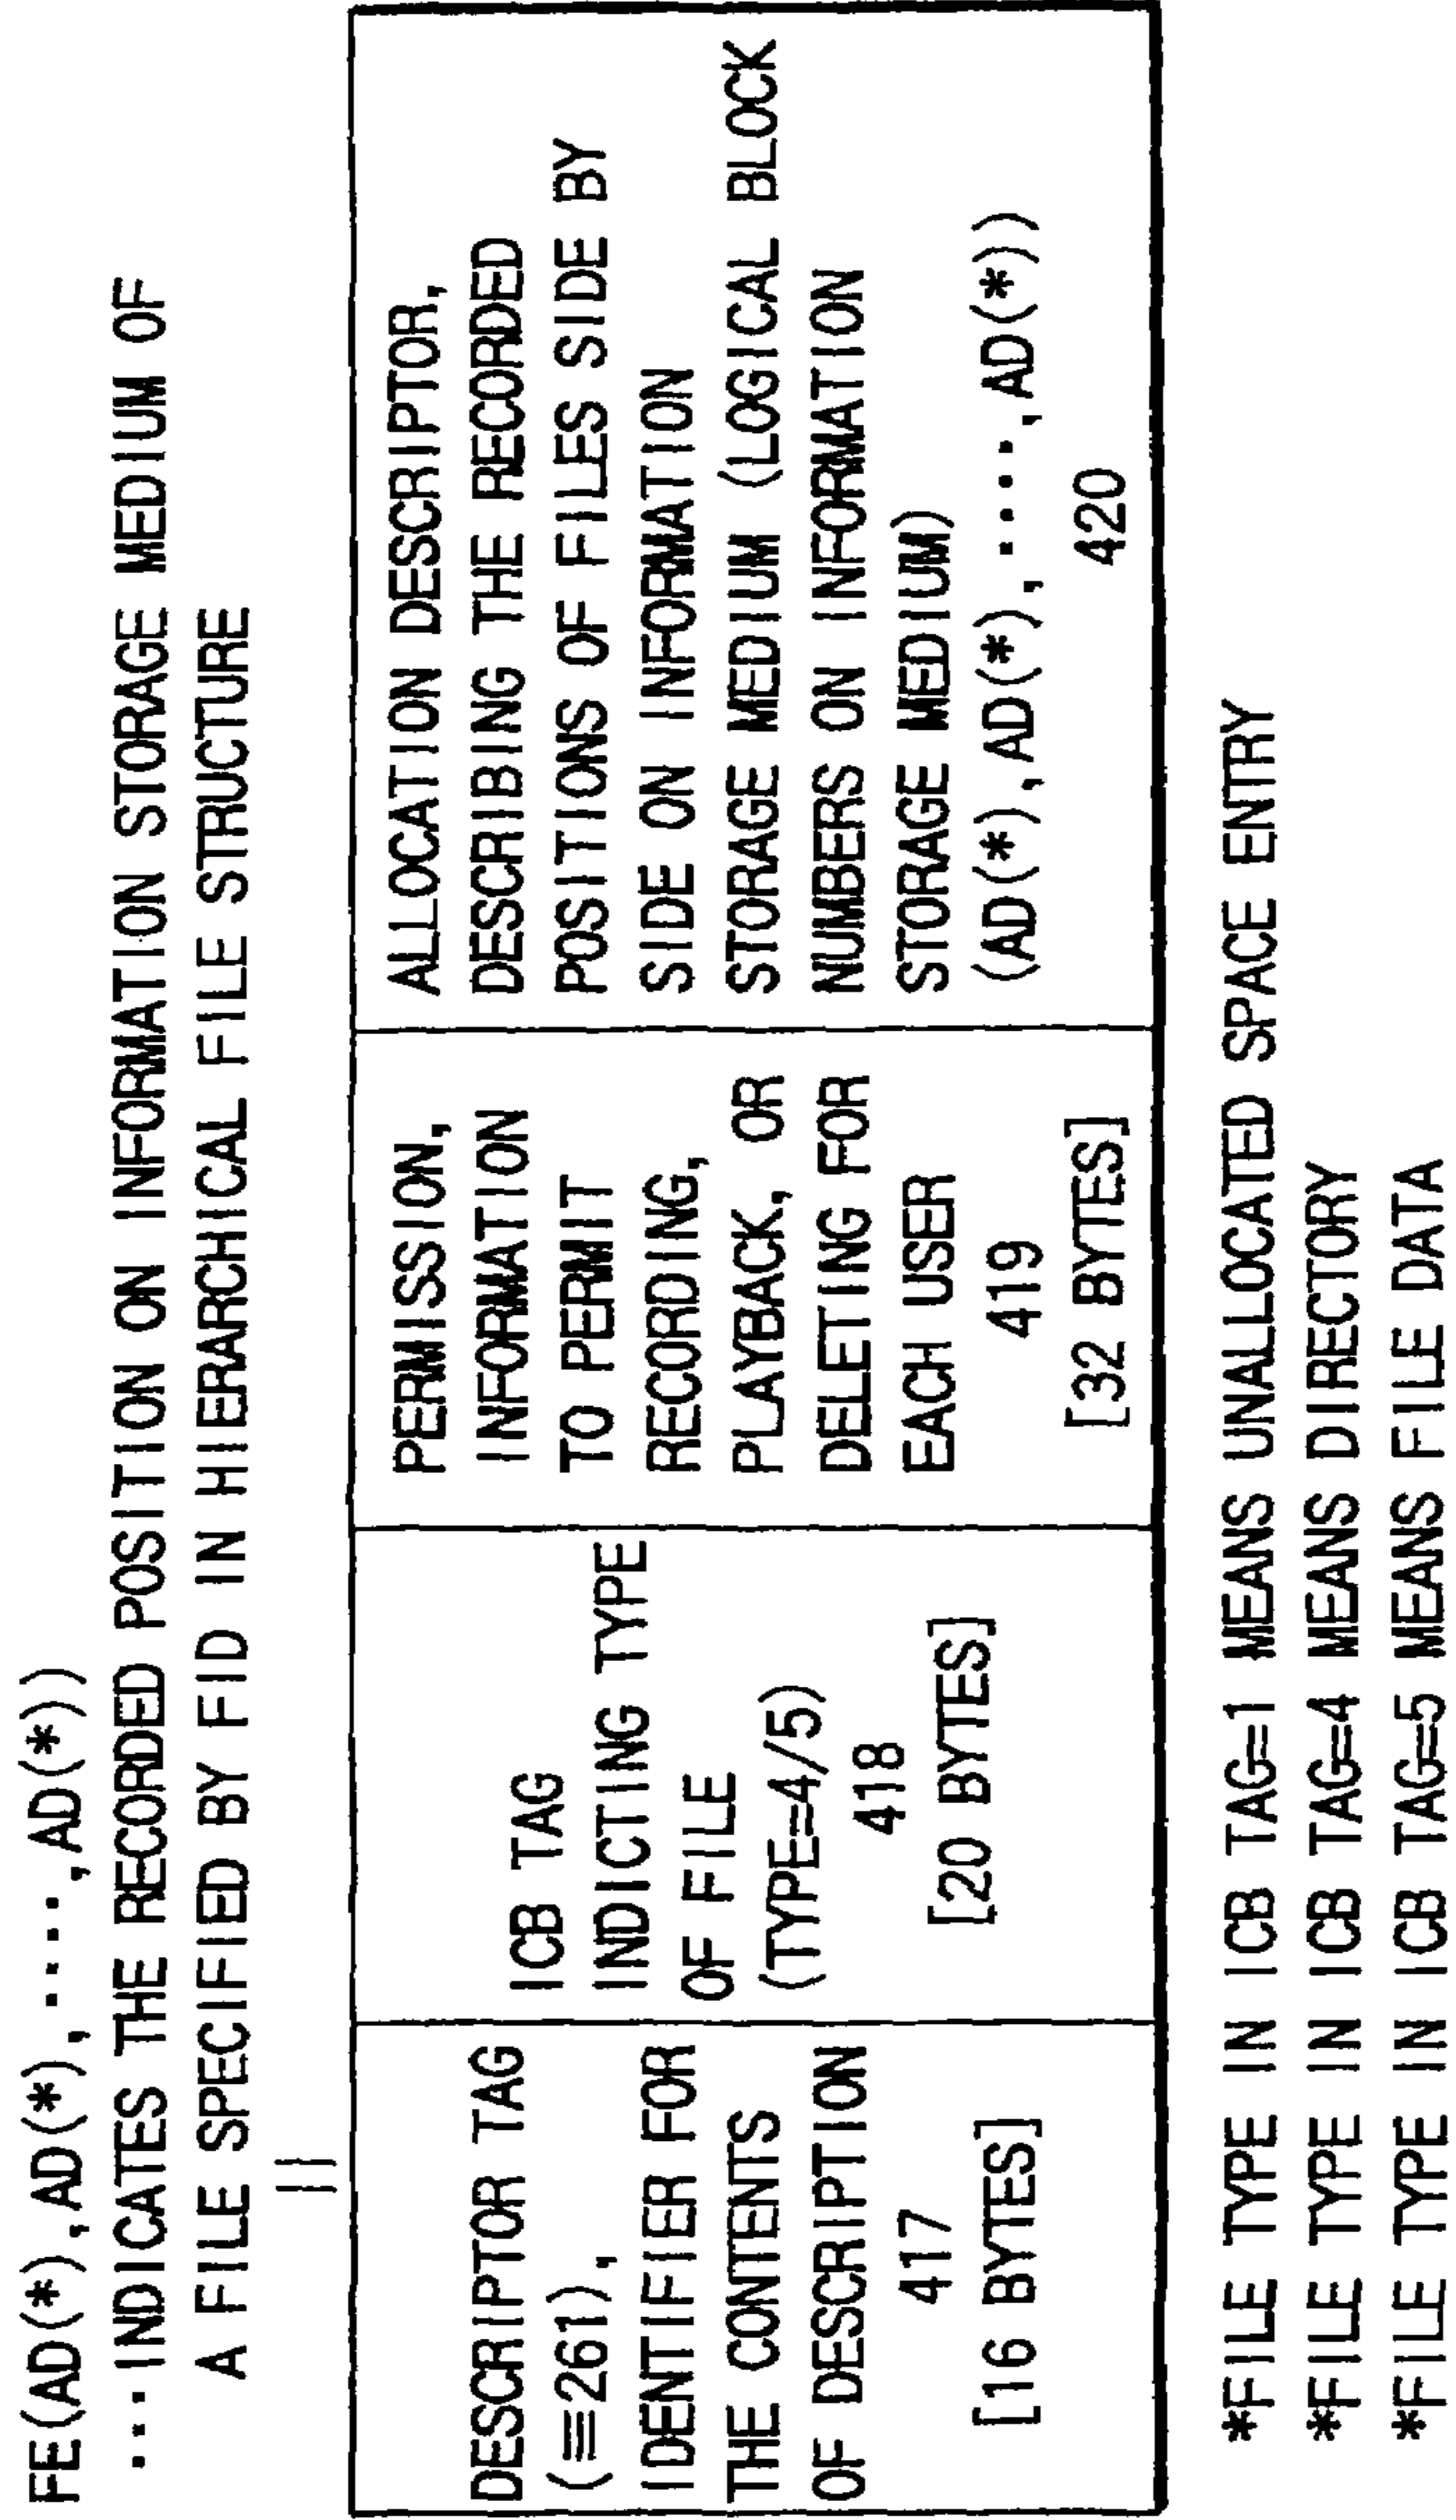 FE(AD(*),AD(*),····,AD(*))
··· INDICATES THE RECORDED POSITION ON INFORMATION STORAGE MEDIUM OF
A FILE SPECIFIED BY FID IN HIERARCHICAL FILE STRUCTURE
DESCRIPTOR TAG
(≡261),
IDENTIFIER FOR
THE CONTENTS
OF DESCRIPTION
417
[16 BYTES]
ICB TAG
INDICTING TYPE
OF FILE
(TYPE=4/5)
418
[20 BYTES]
PERMISSION,
INFORMATION
TO PERMIT
RECORDING,
PLAYBACK, OR
DELETING FOR
EACH USER
419
[32 BYTES]
ALLOCATION DESCRIPTOR,
DESCRIBING THE RECORDED
POSITIONS OF FILES SIDE BY
SIDE ON INFORMATION
STORAGE MEDIUM (LOGICAL BLOCK
NUMBERS ON INFORMATION
STORAGE MEDIUM)
(AD(*),AD(*),····,AD(*))
420
*FILE TYPE IN ICB TAG=1 MEANS UNALLOCATED SPACE ENTRY
*FILE TYPE IN ICB TAG=4 MEANS DIRECTORY
*FILE TYPE IN ICB TAG=5 MEANS FILE DATA